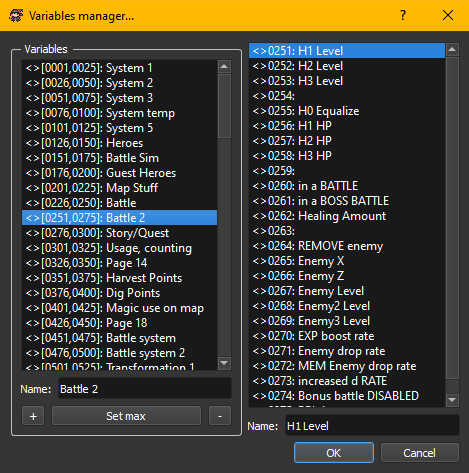 Variables manager...
?
Variables
<>[0001,0025]: System 1
<>[0026,0050]: System 2
<>[0051,0075]: System 3
<>[0076,0100]: System temp
<>[0101,0125]: System 5
<>[0126,0150]: Heroes
<>[0151,0175]: Battle Sim
<>[0176,0200]: Guest Heroes
<>[0201,0225]: Map Stuff
<>[0226,0250]: Battle
<>[0251,0275]: Battle 2
<>[0276,0300]: Story/Quest
<>[0301,0325]: Usage, counting
<>[0326,0350]: Page 14
<>[0351,0375]: Harvest Points
<>[0376,0400]: Dig Points
<>[0401,0425]: Magic use on map
<>[0426,0450]: Page 18
<>[0451,0475]: Battle system
<>[0476,0500]: Battle system 2
<>[0501,0525]: Transformation 1
Name: Battle 2
+ Set max -
<>0251: H1 Level
<>0252: H2 Level
<>0253: H3 Level
<>0254:
<>0255: H0 Equalize
<>0256: H1 HP
<>0257: H2 HP
<>0258: H3 HP
<>0259:
<>0260: in a BATTLE
<>0261: in a BOSS BATTLE
<>0262: Healing Amount
<>0263:
<>0264: REMOVE enemy
<>0265: Enemy X
<>0266: Enemy Z
<>0267: Enemy Level
<>0268: Enemy2 Level
<>0269: Enemy3 Level
<>0270: EXP boost rate
<>0271: Enemy drop rate
<>0272: MEM Enemy drop rate
<>0273: increased d RATE
<>0274: Bonus battle DISABLED
Name: H1 Level
OK Cancel